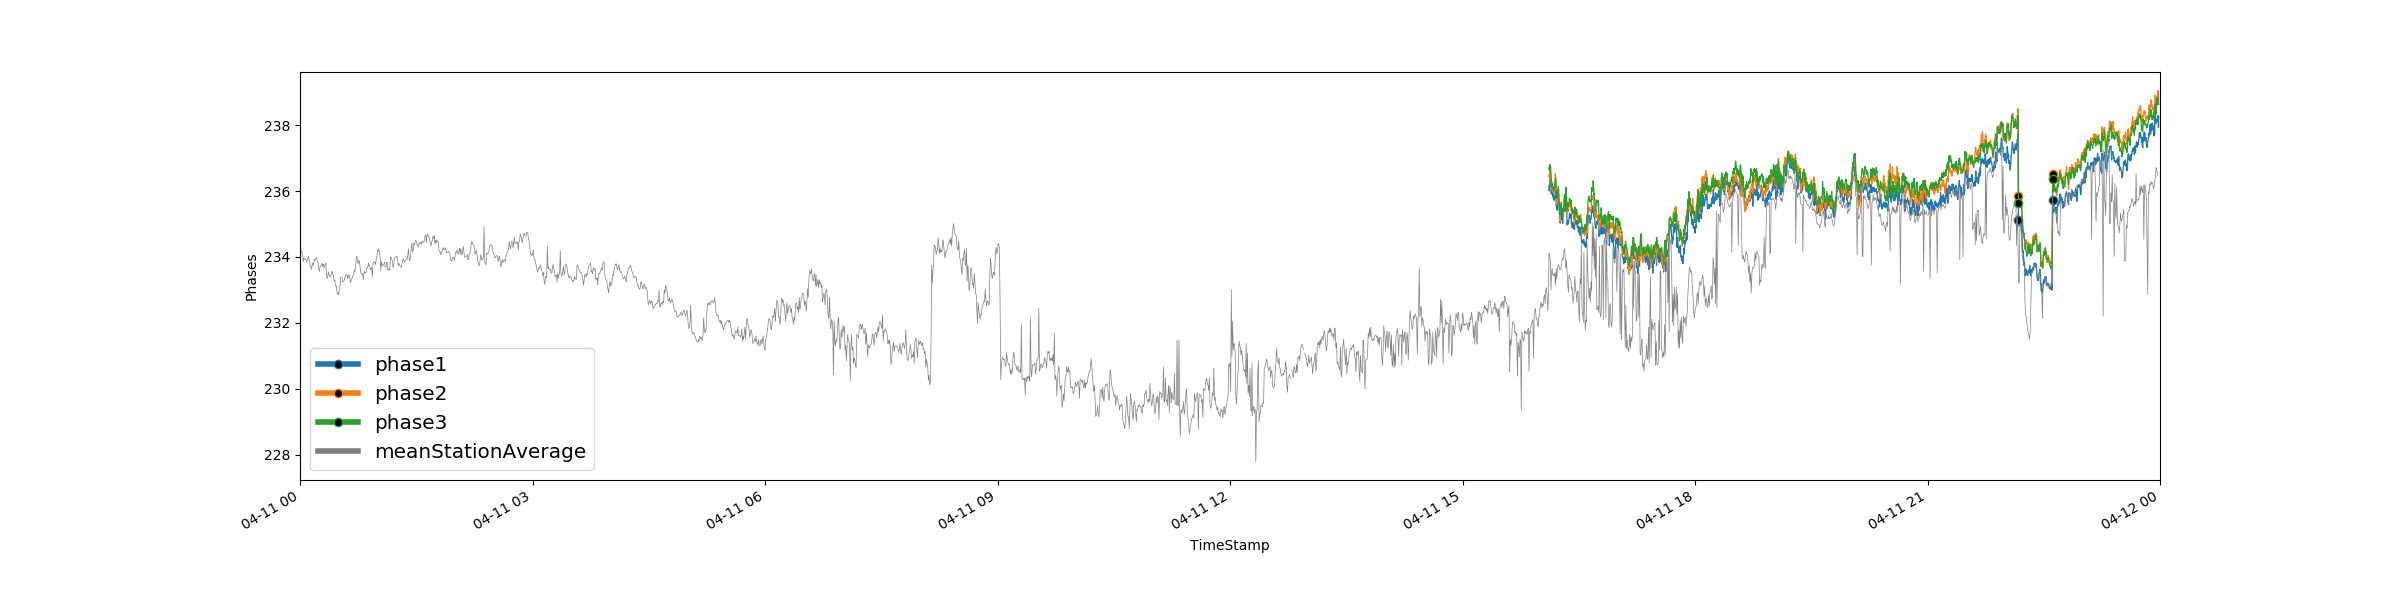 238
236
234
232
230
228
Phases
phase1
phase2
phase3
meanStationAverage
04-11 00
04-11 03
04-11 06
04-11 09
04-11 12
04-11 15
04-11 18
04-11 21
04-12 00
TimeStamp